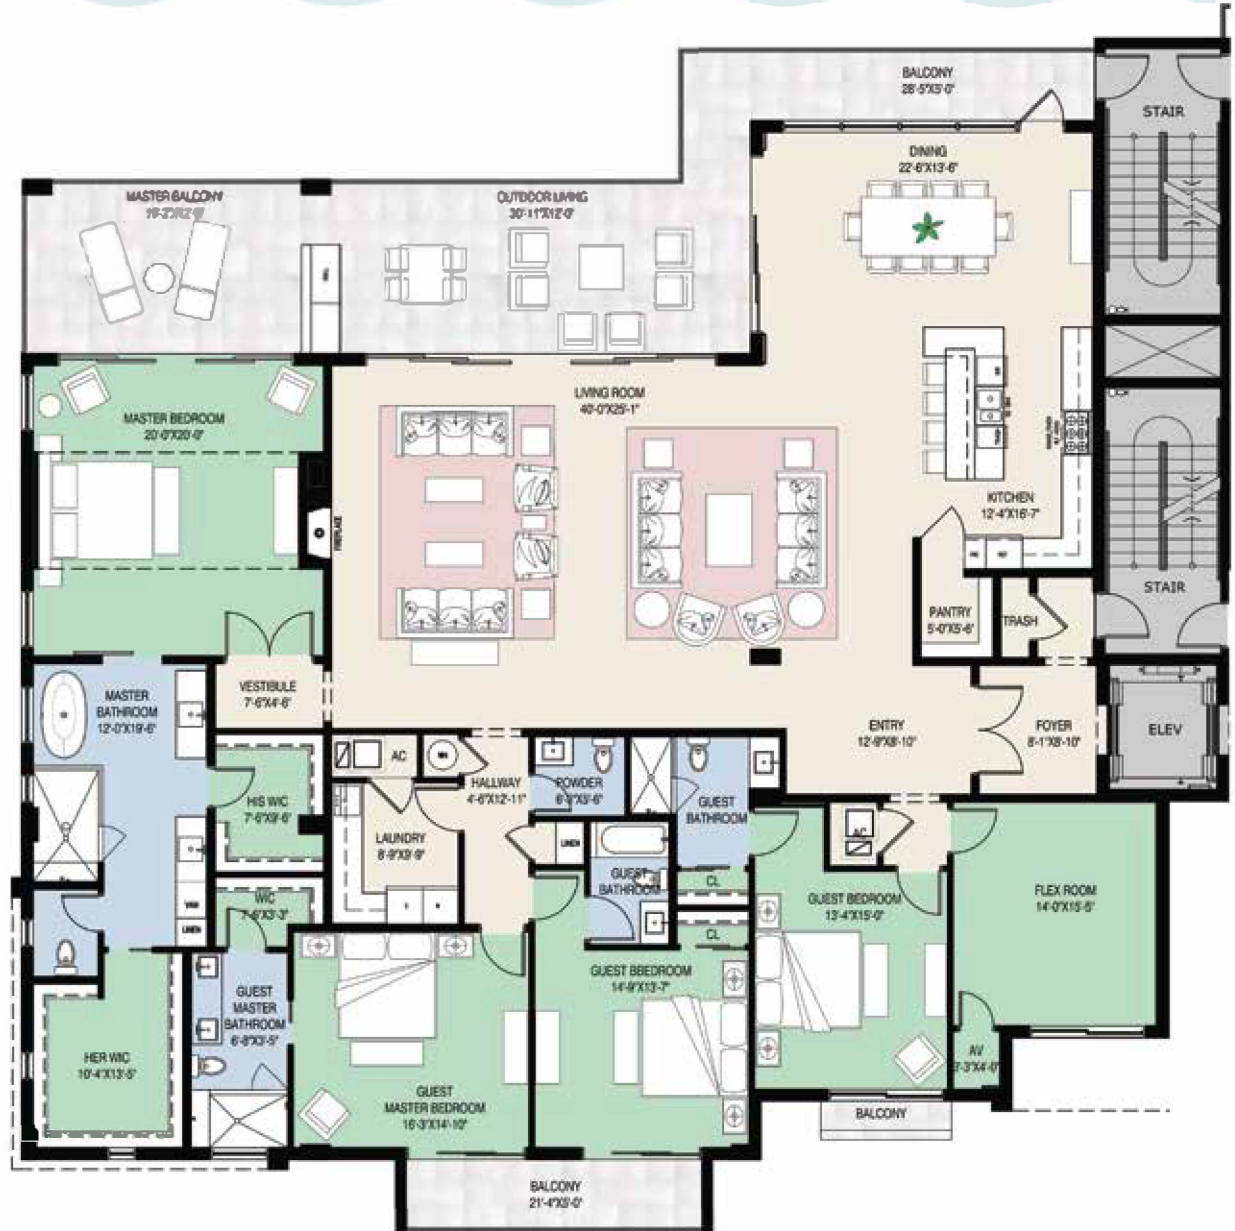 BALCONY
28'-5"X5'-0"
STAIR
DINING
22'-6"X13'-6"
MASTER BALCONY
OUTDOOR LIVING
30'-11"X12'-0"
LIVING ROOM
40'-0"X25'-1"
MASTER BEDROOM
20'-0"X20'-0"
KITCHEN
12'-4"X16'-7"
FIREPLACE
STAIR
PANTRY
5'-0"X5'-6"
TRASH
VESTIBULE
7'-6"X4'-6"
MASTER
BATHROOM
12'-0"X19'-6"
ENTRY
12'-9"X8'-10"
FOYER
8'-1"X8'-10"
ELEV
AC
HALLWAY
4'-6"X12'-11"
POWDER
HIS WIC
7'-6"X9'-6"
GUEST
BATHROOM
LAUNDRY
8'-9"X9'-9"
LINEN
AC
GUEST
BATHROOM
CL
WIC
7'-6"X3'-3"
GUEST BEDROOM
13'-4"X15'-0"
FLEX ROOM
14'-0"X15'-5"
LINEN
CL
GUEST BBEDROOM
14'-9"X13'-7"
GUEST
MASTER
BATHROOM
6'-8"X3'-5"
HER WIC
10'-4"X13'-5"
AV
3'-3"X4'-0"
GUEST
MASTER BEDROOM
16'-3"X14'-10"
BALCONY
BALCONY
21'-4"X5'-0"